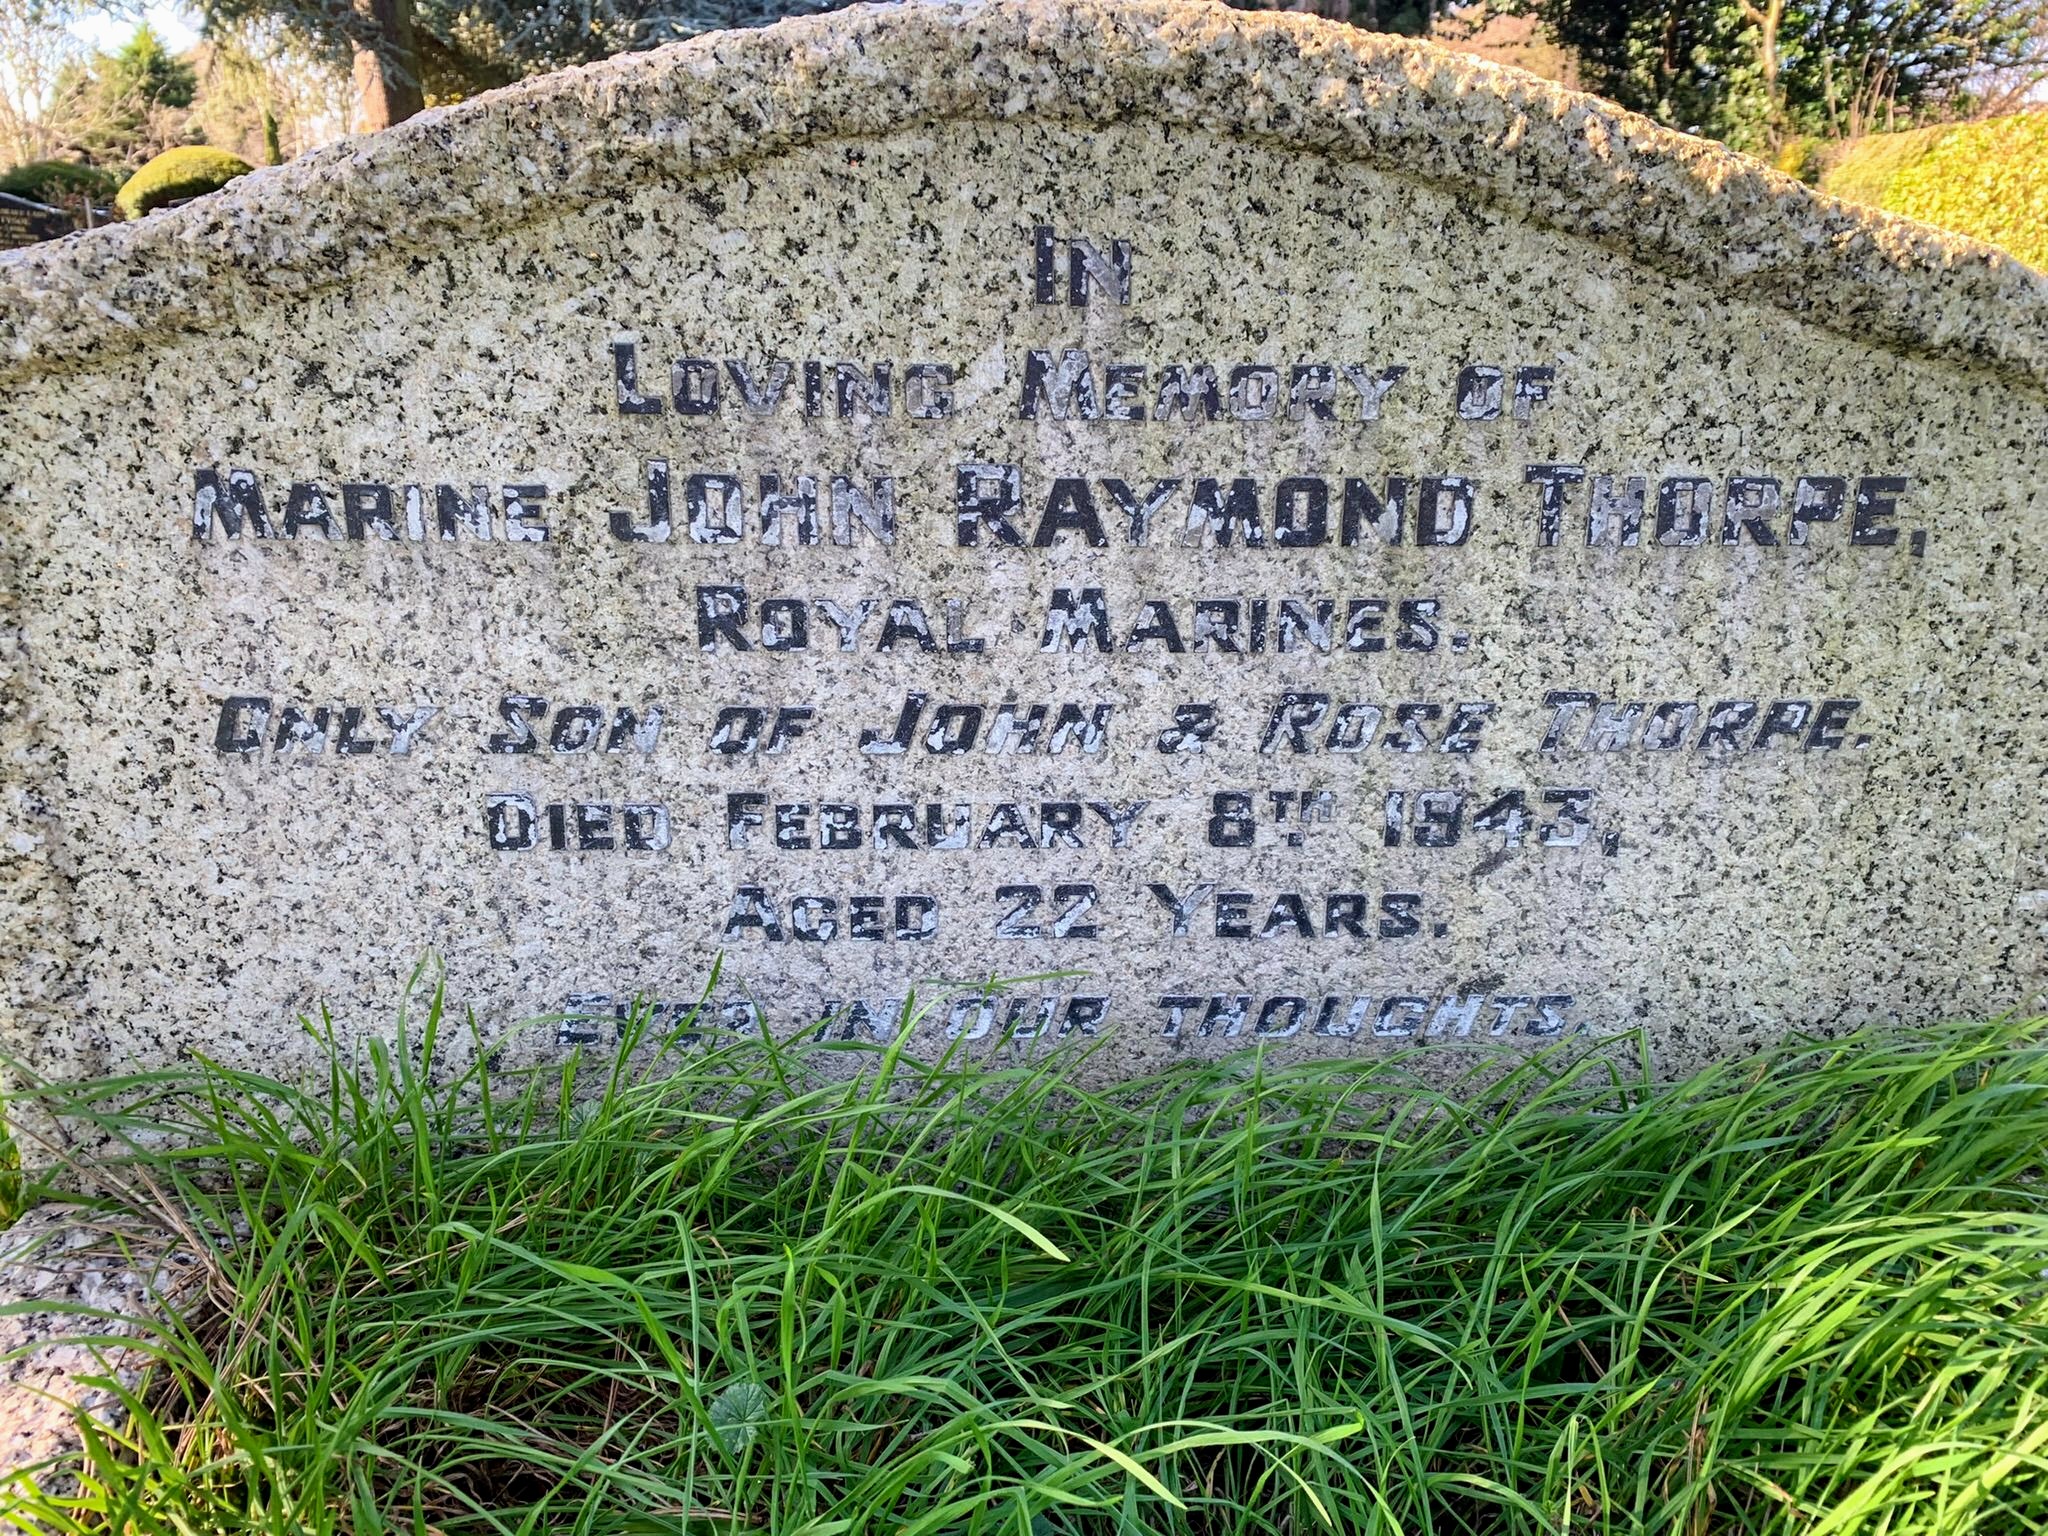 IN
LOVING MEMORY OF
MARINE JOHN RAYMOND THORPE,
ROYAL MARINES.
ONLY SON OF JOHN & ROSE THORPE.
DIED FEBRUARY 8TH 1943,
AGED 22 YEARS.
EVER IN OUR THOUGHTS.